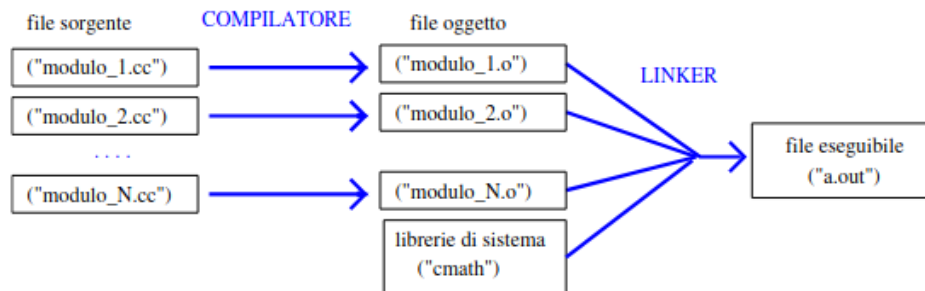 COMPILATORE
file sorgente
file oggetto
("modulo_1.cc")
("modulo_1.o")
LINKER
("modulo_2.cc")
("modulo_2.o")
. . . .
file eseguibile
("a.out")
("modulo_N.cc")
("modulo_N.o")
librerie di sistema
("cmath")